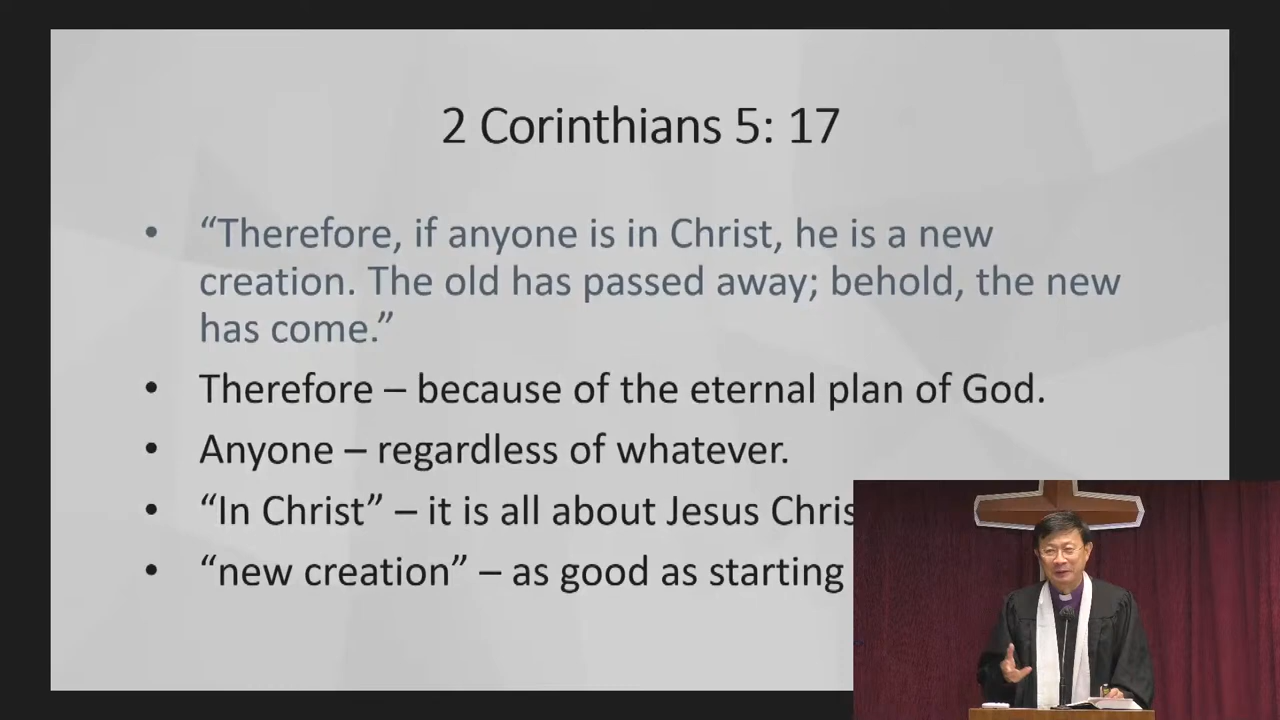 2 Corinthians 5: 17
• “Therefore, if anyone is in Christ, he is a new
creation. The old has passed away; behold, the new
has come.”
• Therefore – because of the eternal plan of God.
• Anyone – regardless of whatever.
• “In Christ” – it is all about Jesus Chris
• “new creation” – as good as starting